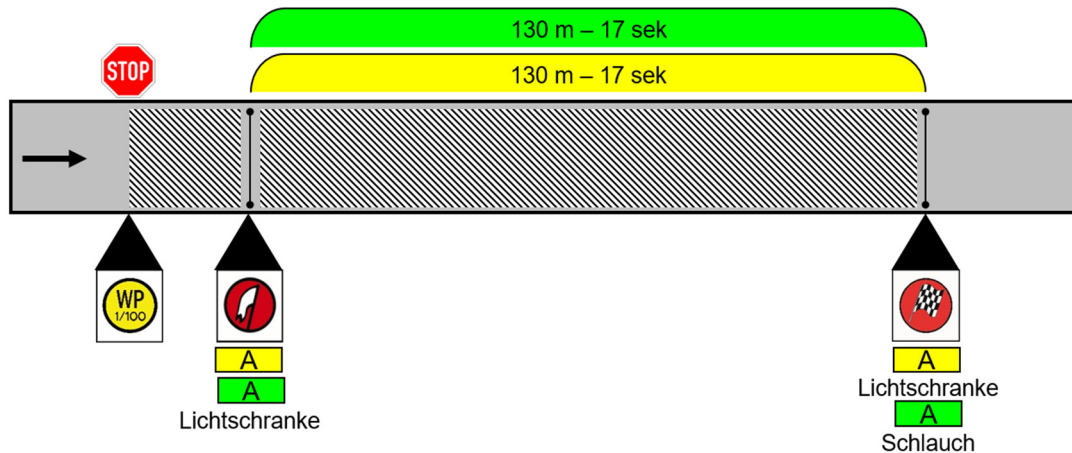 130 m – 17 sek
STOP
130 m – 17 sek
WP
1/100
A
A
Lichtschranke
A
Lichtschranke
A
Schlauch